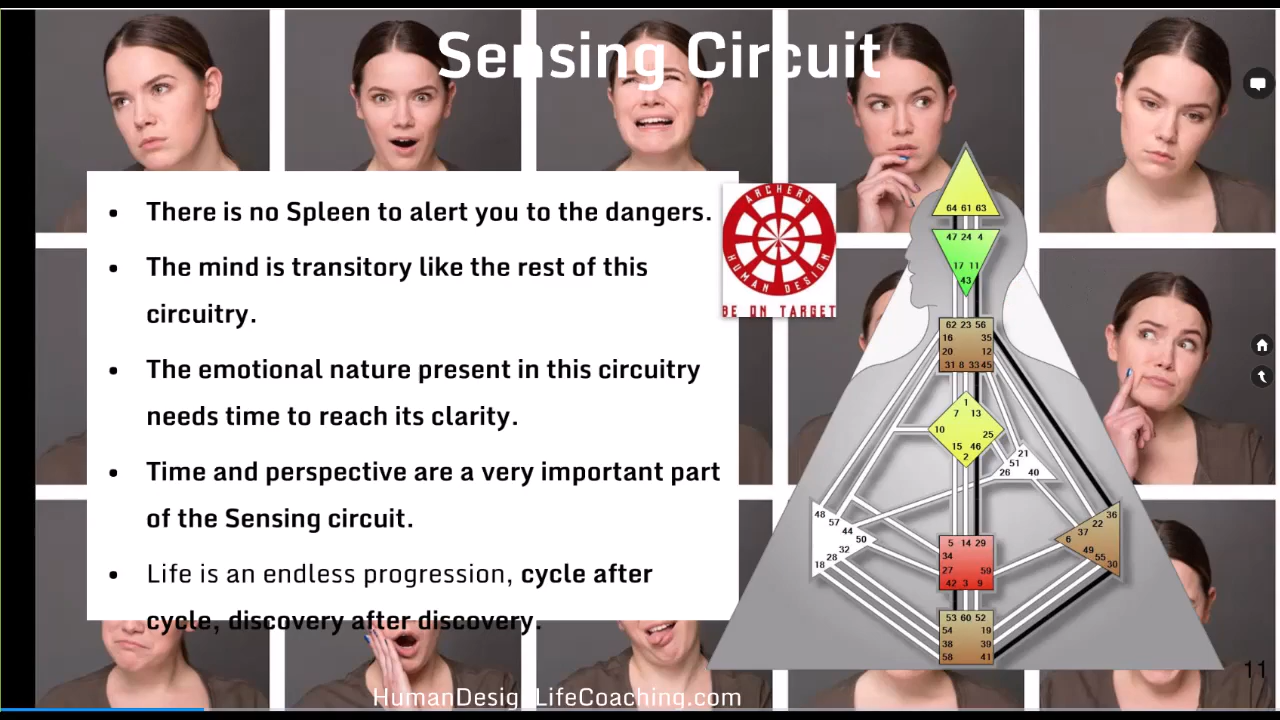 Sensing Circuit
• There is no Spleen to alert you to the dangers.
• The mind is transitory like the rest of this
circuitry.
• The emotional nature present in this circuitry
needs time to reach its clarity.
• Time and perspective are a very important part
of the Sensing circuit.
• Life is an endless progression, cycle after
cycle, discovery after discovery.
ARCHERS
HUMAN DESIGN
BE ON TARGET
64 61 63
47 24 4
17 11
43
62 23 56
16 35
20 12
31 8 33 45
1
7 13
10 25
15 46
2
21
51
26 40
48
57
44
50
32
28
18
36
22
37
6
49
55
30
5 14 29
34
27 59
42 3 9
53 60 52
54 19
38 39
58 41
11
HumanDesig LifeCoaching.com